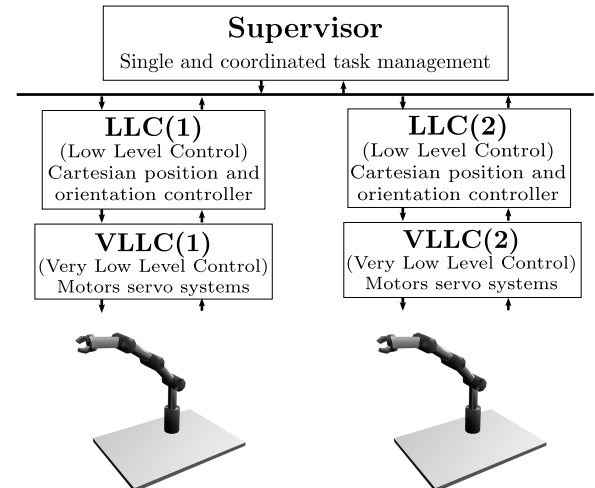 Supervisor
Single and coordinated task management
LLC(1)
(Low Level Control)
Cartesian position and
orientation controller
VLLC(1)
(Very Low Level Control)
Motors servo systems
LLC(2)
(Low Level Control)
Cartesian position and
orientation controller
VLLC(2)
(Very Low Level Control)
Motors servo systems